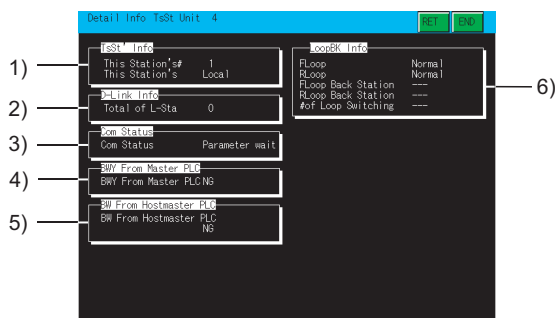 Detail Info TsSt Unit 4
RET END
TsSt' Info
This Station's# 1
This Station's Local
D-Link Info
Total of L-Sta 0
Com Status
Com Status Parameter wait
BWY From Master PLC
BWY From Master PLC NG
BW From Hostmaster PLC
BW From Hostmaster PLC
NG
LoopBK Info
FLoop Normal
RLoop Normal
FLoop Back Station ---
RLoop Back Station ---
#of Loop Switching ---
1)
2)
3)
4)
5)
6)